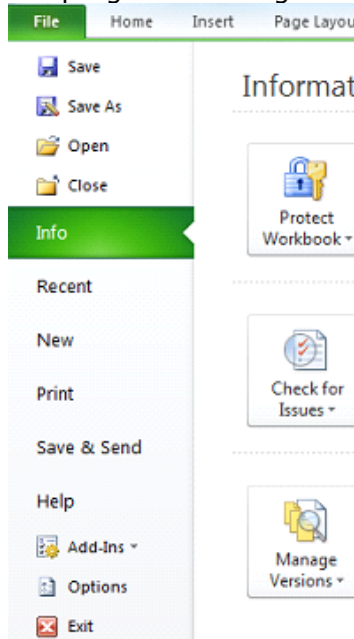 File Home Insert Page Layou
Save
Informat
Save As
Open
Close
Protect
Workbook
Info
Recent
New
Print
Check for
Issues
Save & Send
Help
Add-Ins
Manage
Versions
Options
Exit